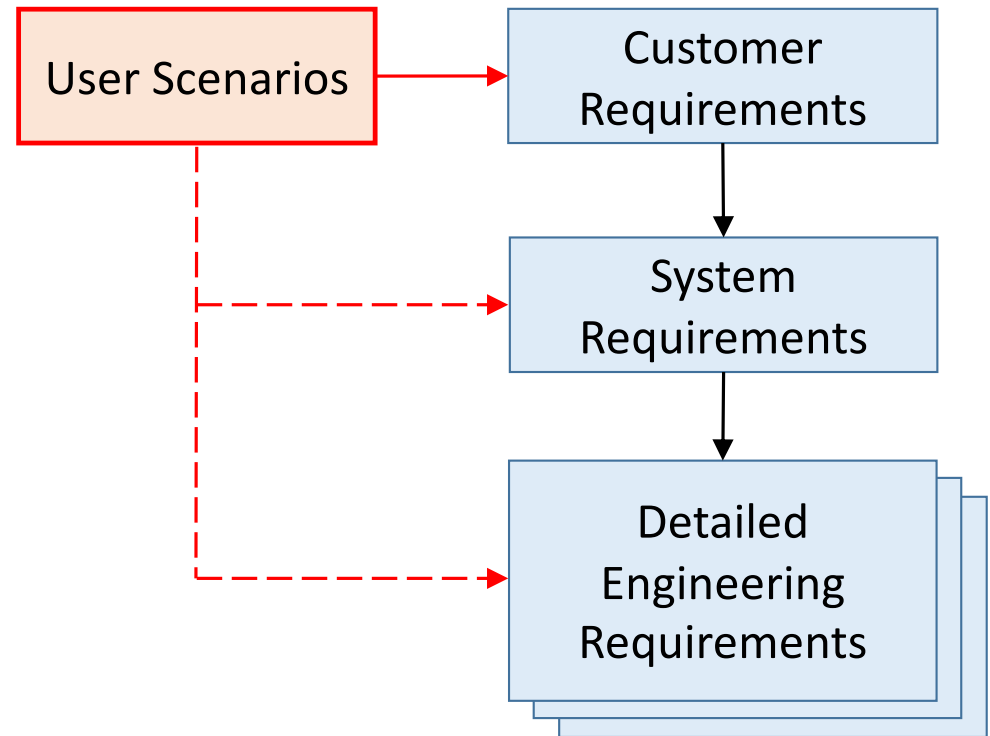 User Scenarios
Customer
Requirements
System
Requirements
Detailed
Engineering
Requirements